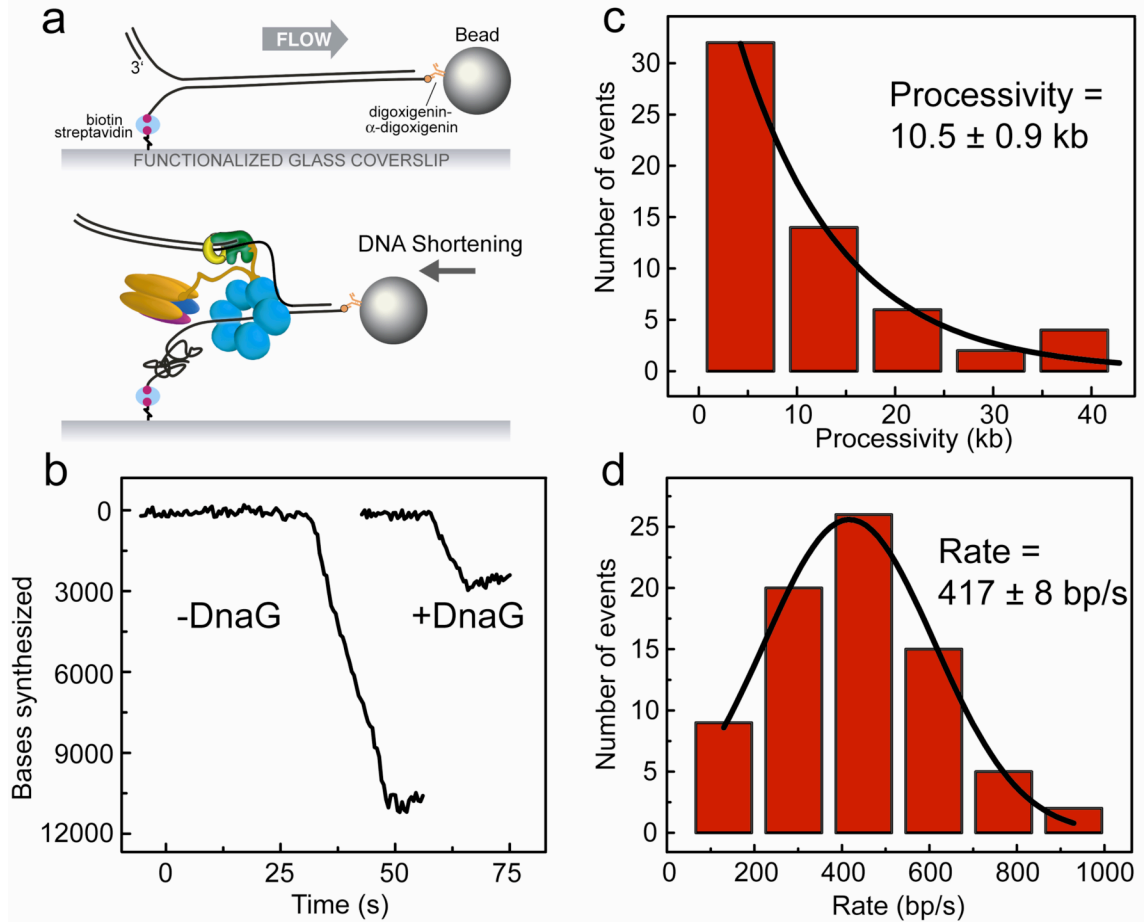 a
FLOW
Bead
3'
biotin
streptavidin
digoxigenin-
α-digoxigenin
FUNCTIONALIZED GLASS COVERSLIP
DNA Shortening
b
0
3000
6000
9000
12000
Bases synthesized
-DnaG
+DnaG
0
25
50
75
Time (s)
c
30
25
20
15
10
5
0
Number of events
Processivity =
10.5 ± 0.9 kb
0
10
20
30
40
Processivity (kb)
d
25
20
15
10
5
0
Number of events
Rate =
417 ± 8 bp/s
0
200
400
600
800
1000
Rate (bp/s)